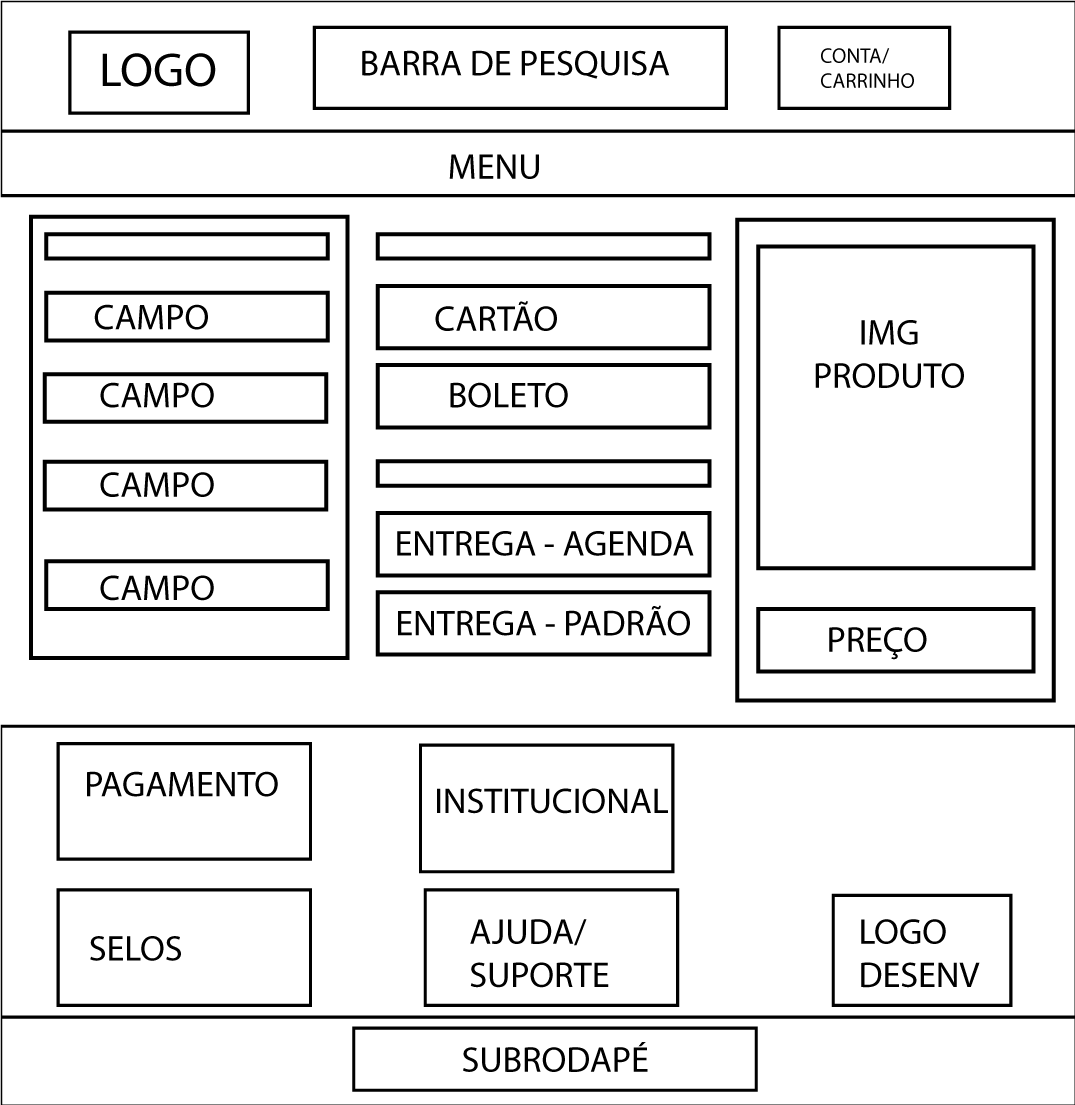 LOGO
BARRA DE PESQUISA
CONTA/
CARRINHO
MENU
CAMPO
CAMPO
CAMPO
CAMPO
CARTÃO
BOLETO
ENTREGA - AGENDA
ENTREGA - PADRÃO
IMG
PRODUTO
PREÇO
PAGAMENTO
INSTITUCIONAL
SELOS
AJUDA/
SUPORTE
LOGO
DESENV
SUBRODAPÉ